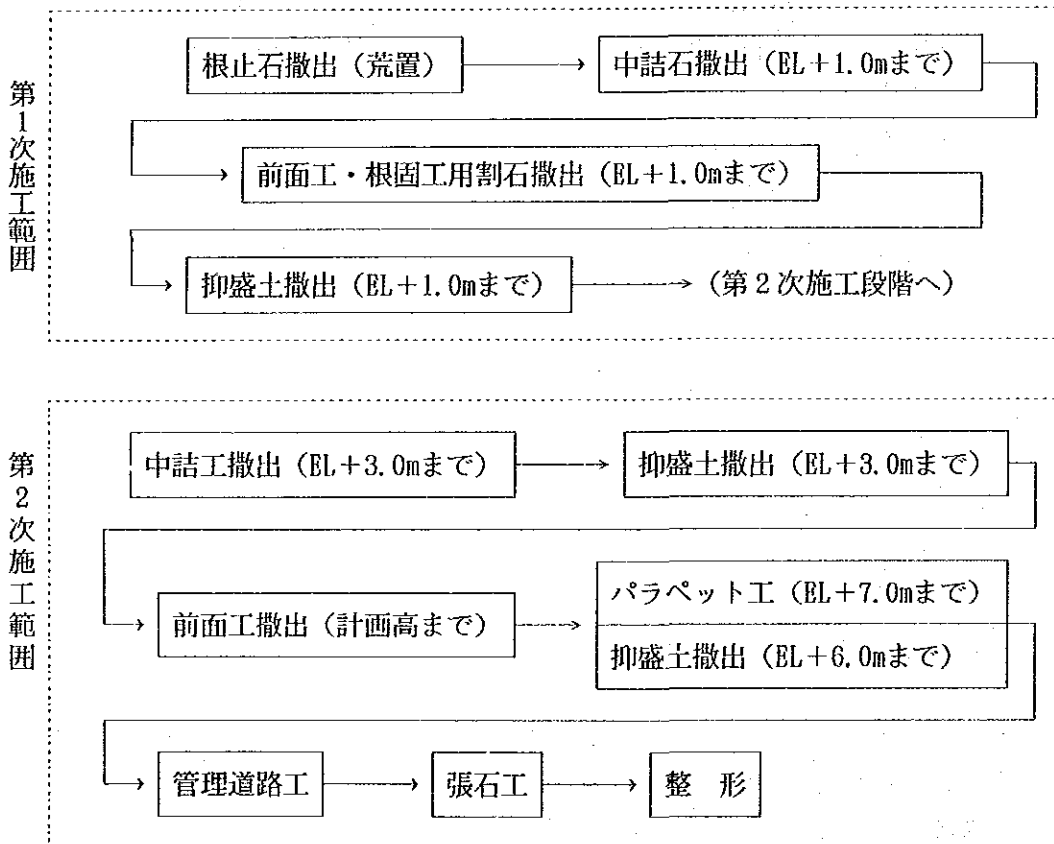 第1次施工範囲
根止石撒出（荒置）
中詰石撒出（EL＋1.0mまで）
前面工・根固工用割石撒出（EL＋1.0mまで）
抑盛土撒出（EL＋1.0mまで）
（第2次施工段階へ）
第2次施工範囲
中詰工撒出（EL＋3.0mまで）
抑盛土撒出（EL＋3.0mまで）
前面工撒出（計画高まで）
パラペット工（EL＋7.0mまで）
抑盛土撒出（EL＋6.0mまで）
管理道路工
張石工
整　形